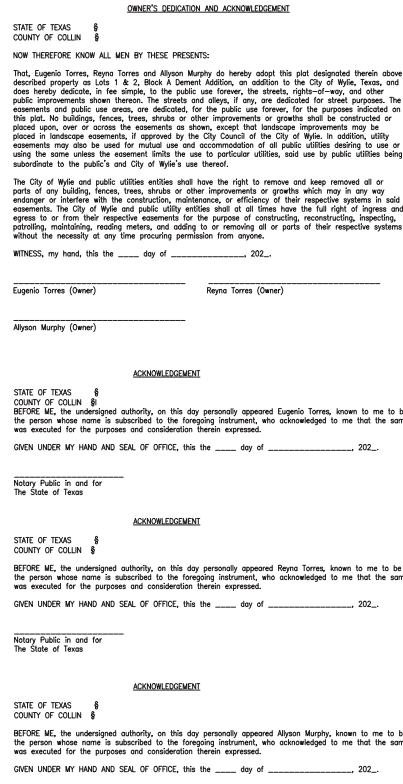 OWNER'S DEDICATION AND ACKNOWLEDGEMENT
STATE OF TEXAS §
COUNTY OF COLLIN §
NOW THEREFORE KNOW ALL MEN BY THESE PRESENTS:
That, Eugenio Torres, Reyna Torres and Allyson Murphy do hereby adopt this plat designated therein above
described property as Lots 1 & 2, Block A Dement Addition, an addition to the City of Wylie, Texas, and
does hereby dedicate, in fee simple, to the public use forever, the streets, rights-of-way, and other
public improvements shown thereon. The streets and alleys, if any, are dedicated for street purposes. The
easements and public use areas, are dedicated, for the public use forever, for the purposes indicated on
this plat. No buildings, fences, trees, shrubs or other improvements or growths shall be constructed or
placed upon, over or across the easements as shown, except that landscape improvements may be
placed in landscape easements, if approved by the City Council of the City of Wylie. In addition, utility
easements may also be used for mutual use and accommodation of all public utilities desiring to use or
using the same unless the easement limits the use to particular utilities, said use by public utilities being
subordinate to the public's and City of Wylie's use thereof.
The City of Wylie and public utilities entities shall have the right to remove and keep removed all or
parts of any building, fences, trees, shrubs or other improvements or growths which may in any way
endanger or interfere with the construction, maintenance, or efficiency of their respective systems in said
easements. The City of Wylie and public utility entities shall at all times have the full right of ingress and
egress to or from their respective easements for the purpose of constructing, reconstructing, inspecting,
patrolling, maintaining, reading meters, and adding to or removing all or parts of their respective systems
without the necessity at any time procuring permission from anyone.
WITNESS, my hand, this the ____ day of _______________, 202_.
Eugenio Torres (Owner) Reyna Torres (Owner)
Allyson Murphy (Owner)
ACKNOWLEDGEMENT
STATE OF TEXAS §
COUNTY OF COLLIN §
BEFORE ME, the undersigned authority, on this day personally appeared Eugenio Torres, known to me to b
the person whose name is subscribed to the foregoing instrument, who acknowledged to me that the sam
was executed for the purposes and consideration therein expressed.
GIVEN UNDER MY HAND AND SEAL OF OFFICE, this the ____ day of _________________, 202_.
Notary Public in and for
The State of Texas
ACKNOWLEDGEMENT
STATE OF TEXAS §
COUNTY OF COLLIN §
BEFORE ME, the undersigned authority, on this day personally appeared Reyna Torres, known to me to be
the person whose name is subscribed to the foregoing instrument, who acknowledged to me that the sam
was executed for the purposes and consideration therein expressed.
GIVEN UNDER MY HAND AND SEAL OF OFFICE, this the ____ day of _________________, 202_.
Notary Public in and for
The State of Texas
ACKNOWLEDGEMENT
STATE OF TEXAS §
COUNTY OF COLLIN §
BEFORE ME, the undersigned authority, on this day personally appeared Allyson Murphy, known to me to b
the person whose name is subscribed to the foregoing instrument, who acknowledged to me that the sam
was executed for the purposes and consideration therein expressed.
GIVEN UNDER MY HAND AND SEAL OF OFFICE, this the ____ day of _________________, 202_.